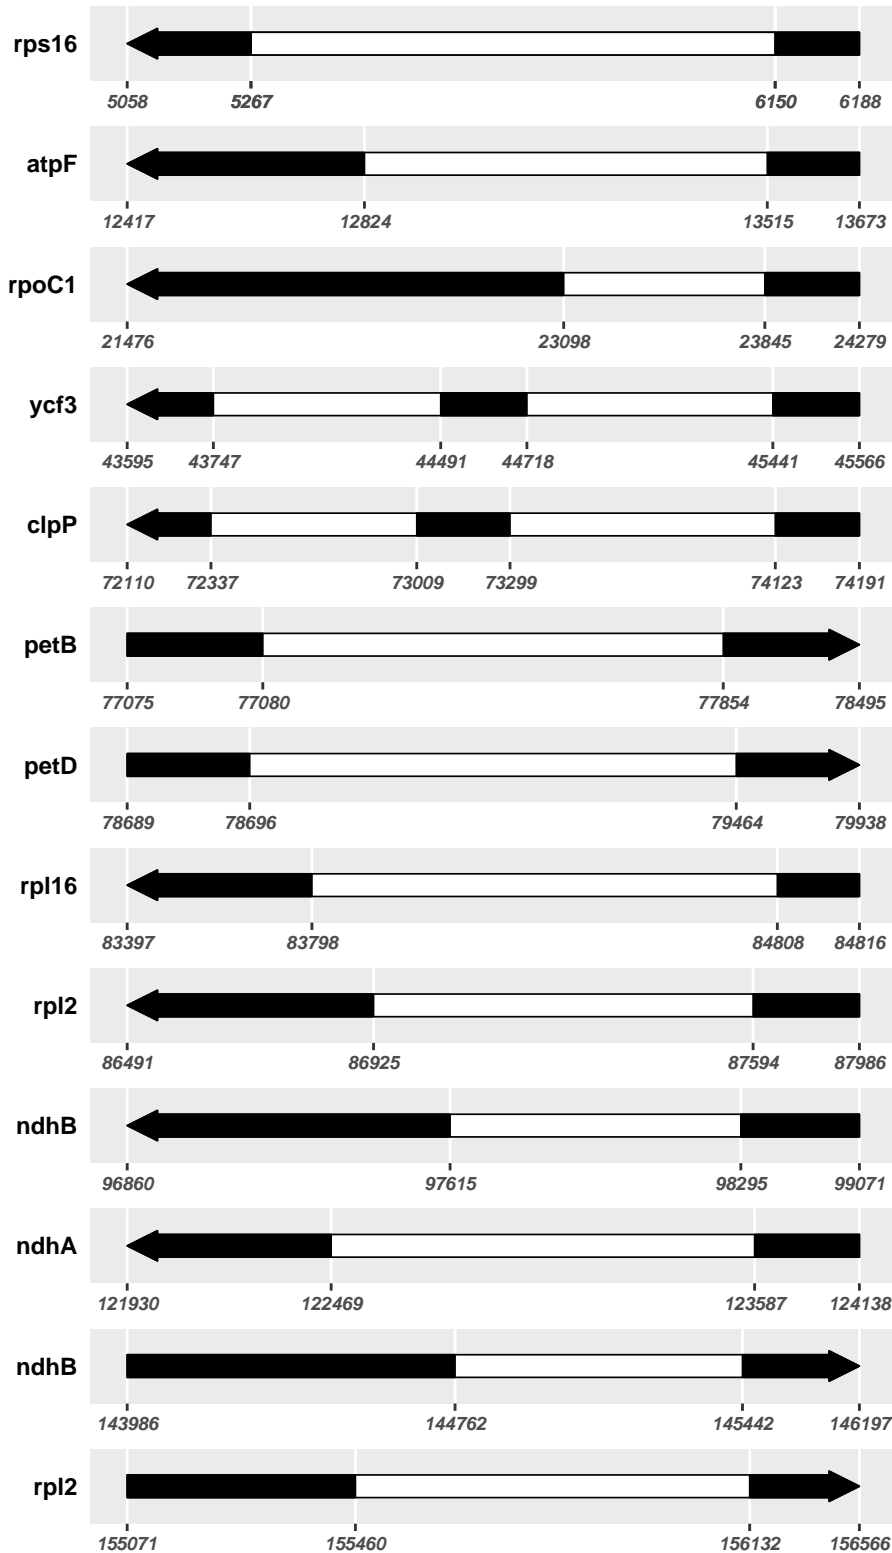 rps16
5058 5267 6150 6188
atpF
12417 12824 13515 13673
rpoC1
21476 23098 23845 24279
ycf3
43595 43747 44491 44718 45441 45566
clpP
72110 72337 73009 73299 74123 74191
petB
77075 77080 77854 78495
petD
78689 78696 79464 79938
rpl16
83397 83798 84808 84816
rpl2
86491 86925 87594 87986
ndhB
96860 97615 98295 99071
ndhA
121930 122469 123587 124138
ndhB
143986 144762 145442 146197
rpl2
155071 155460 156132 156566